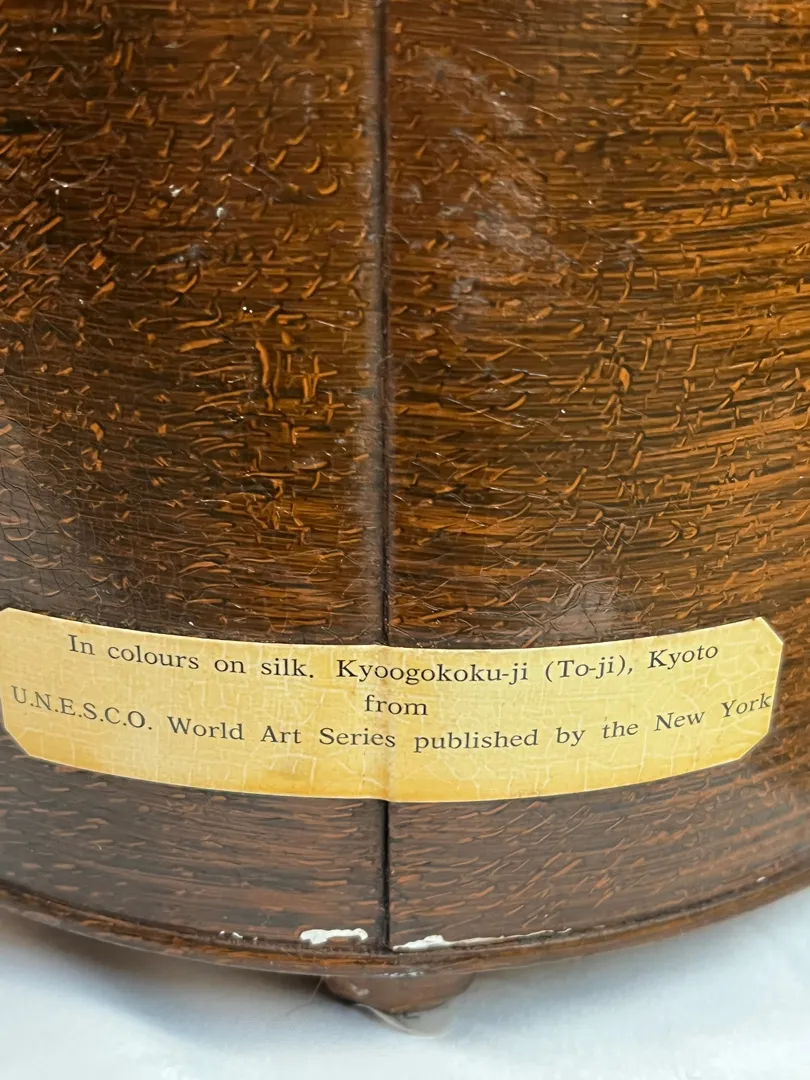 In colours on silk. Kyoogokoku-ji (To-ji), Kyoto
from
U.N.E.S.C.O. World Art Series published by the New York